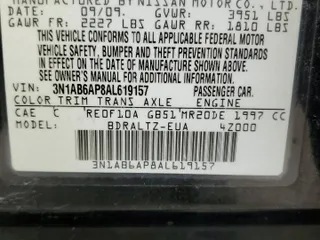 BY NISSAN MOTOR CO., LTD.
DATE: 09/09. GVWR: 3951 LBS
GAWR FR: 2227 LBS GAWR RR: 1810 LBS
THIS VEHICLE CONFORMS TO ALL APPLICABLE FEDERAL MOTOR
VEHICLE SAFETY, BUMPER AND THEFT PREVENTION STANDARDS
IN EFFECT ON THE DATE OF MANUFACTURE SHOWN ABOVE.
SEE OWNER'S MANUAL FOR ADDITIONAL INFORMATION.
VIN: 3N1AB6AP8AL619157 PASSENGER CAR.
COLOR TRIM TRANS AXLE ENGINE
CAE C RE0F10A GB51 MR20DE 1997 CC
MODEL: BDRALTZ-EUA 4Z000
3N1AB6AP8AL619157